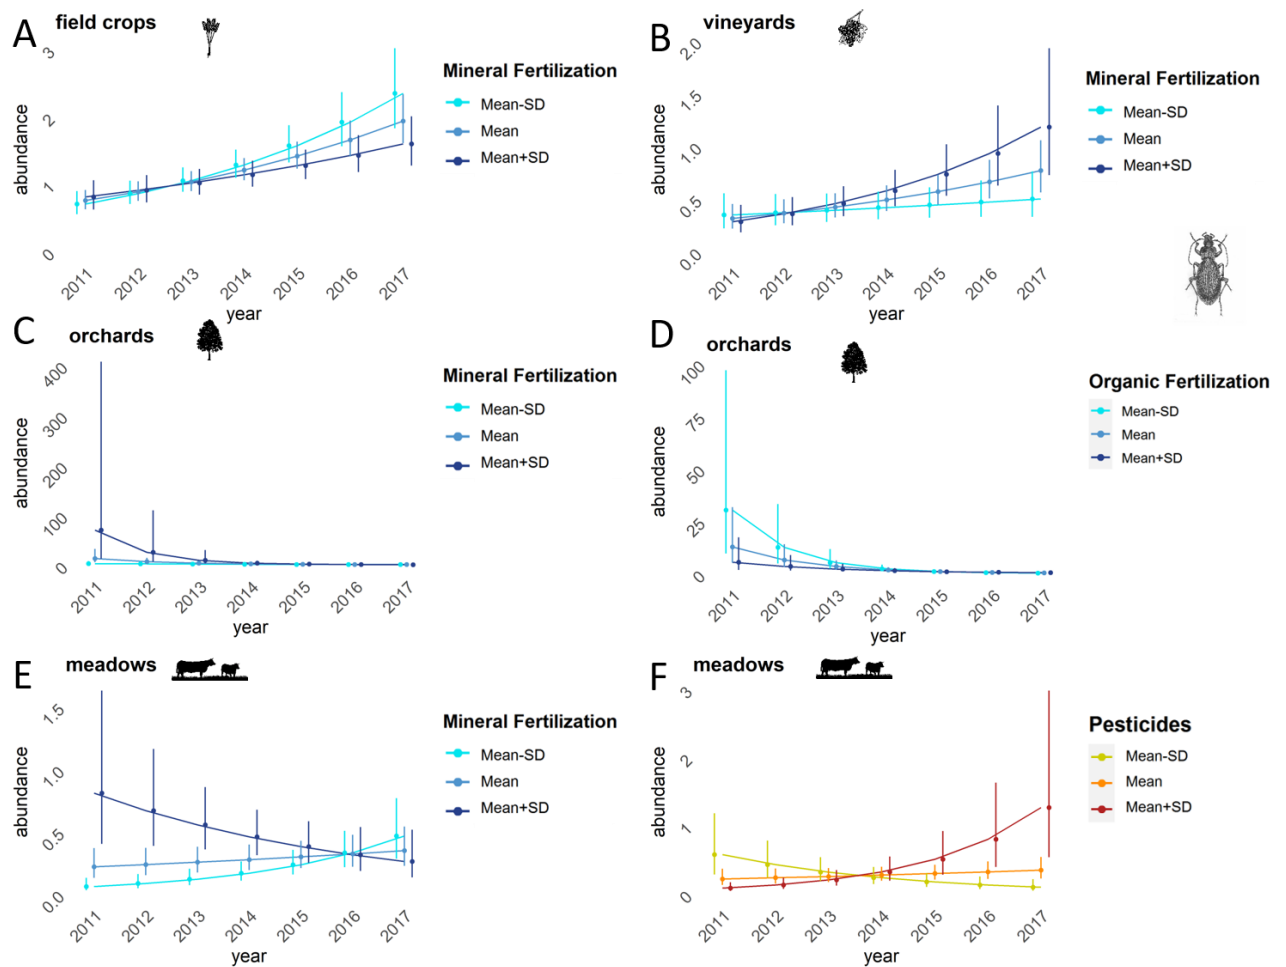 A field crops
3
2
1
0
abundance
2011 2012 2013 2014 2015 2016 2017
year
Mineral Fertilization
Mean-SD
Mean
Mean+SD
B vineyards
2.0
1.5
1.0
0.5
0.0
abundance
2011 2012 2013 2014 2015 2016 2017
year
Mineral Fertilization
Mean-SD
Mean
Mean+SD
C orchards
400
300
200
100
0
abundance
2011 2012 2013 2014 2015 2016 2017
year
Mineral Fertilization
Mean-SD
Mean
Mean+SD
D orchards
100
75
50
25
0
abundance
2011 2012 2013 2014 2015 2016 2017
year
Organic Fertilization
Mean-SD
Mean
Mean+SD
E meadows
1.5
1.0
0.5
0.0
abundance
2011 2012 2013 2014 2015 2016 2017
year
Mineral Fertilization
Mean-SD
Mean
Mean+SD
F meadows
3
2
1
0
abundance
2011 2012 2013 2014 2015 2016 2017
year
Pesticides
Mean-SD
Mean
Mean+SD